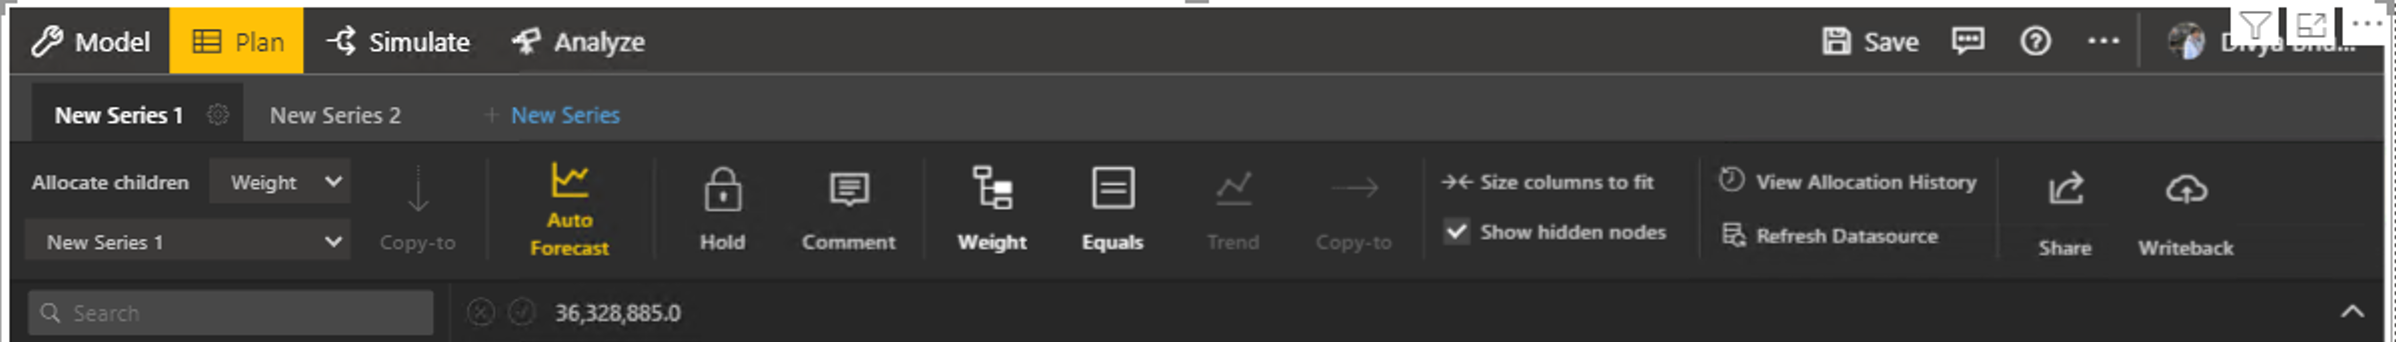 Model Plan Simulate Analyze Save
New Series 1 New Series 2 + New Series
Allocate children Weight
New Series 1
Copy-to
Auto
Forecast
Hold
Comment
Weight
Equals
Trend
Copy-to
Size columns to fit
Show hidden nodes
View Allocation History
Refresh Datasource
Share
Writeback
Search
36,328,885.0